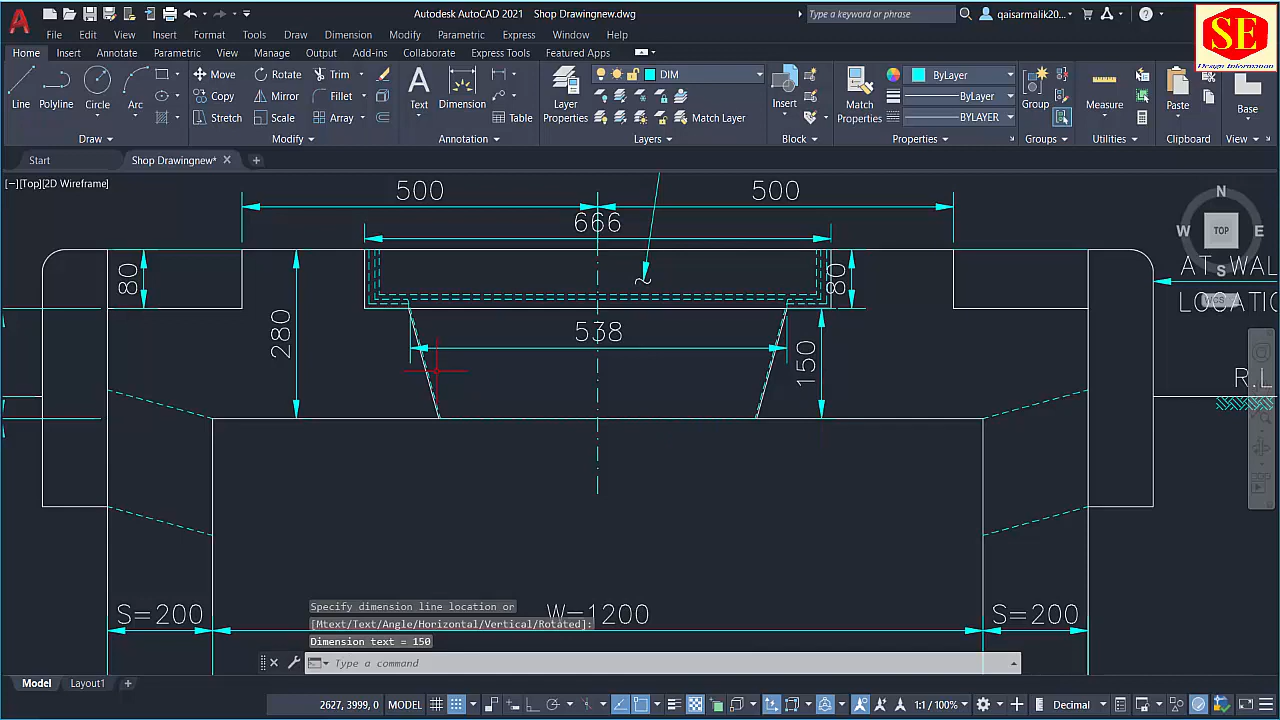 Autodesk AutoCAD 2021 Shop Drawingnew.dwg
Type a keyword or phrase
qaisarmalik20...
SE
Design Information
File Edit View Insert Format Tools Draw Dimension Modify Parametric Express Window Help
Home Insert Annotate Parametric View Manage Output Add-ins Collaborate Express Tools Featured Apps
Line Polyline Circle Arc
Move Rotate Trim
Copy Mirror Fillet
Stretch Scale Array
Text Dimension Table
Layer Properties
DIM
Match Layer
Insert
Match Properties
ByLayer
ByLayer
BYLAYER
Group
Measure
Paste
Base
Draw Modify Annotation Layers Block Properties Groups Utilities Clipboard View
Start Shop Drawingnew*
[−][Top][2D Wireframe]
N
W TOP E
S
WCS
500 500
666
80 80
280
538
150
AT WAL
LOCATIO
R.L
S=200 W=1200 S=200
Specify dimension line location or
[Mtext/Text/Angle/Horizontal/Vertical/Rotated]:
Dimension text = 150
Type a command
Model Layout1
2627, 3999, 0 MODEL 1:1 / 100% Decimal